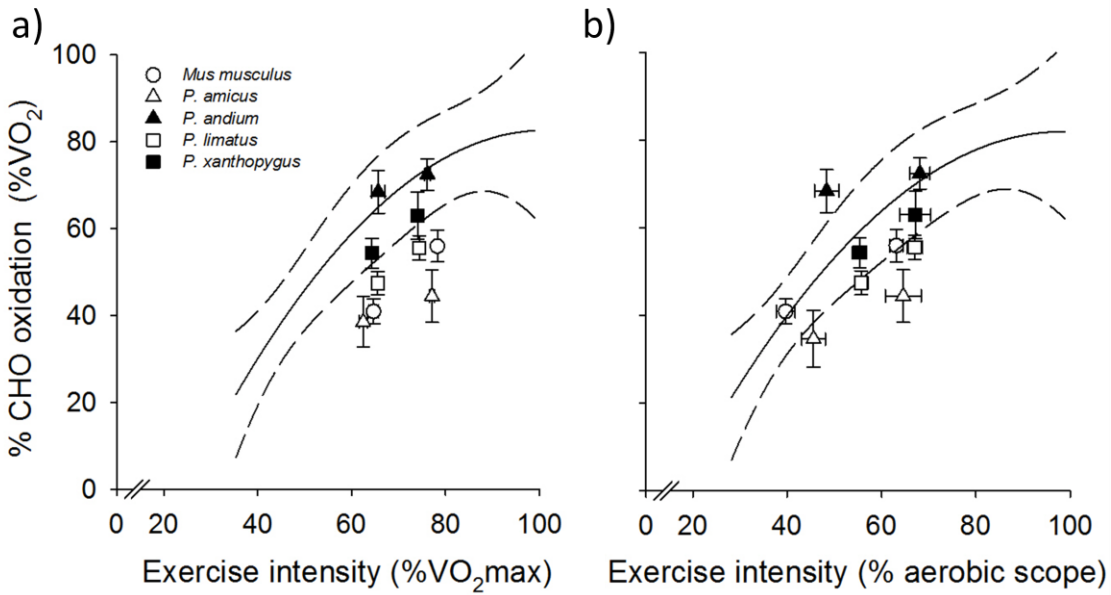 a)
% CHO oxidation (%VO2)
100
80
60
40
20
0
Mus musculus
P. amicus
P. andium
P. limatus
P. xanthopygus
0 20 40 60 80 100
Exercise intensity (%VO2max)
b)
0 20 40 60 80 100
Exercise intensity (% aerobic scope)